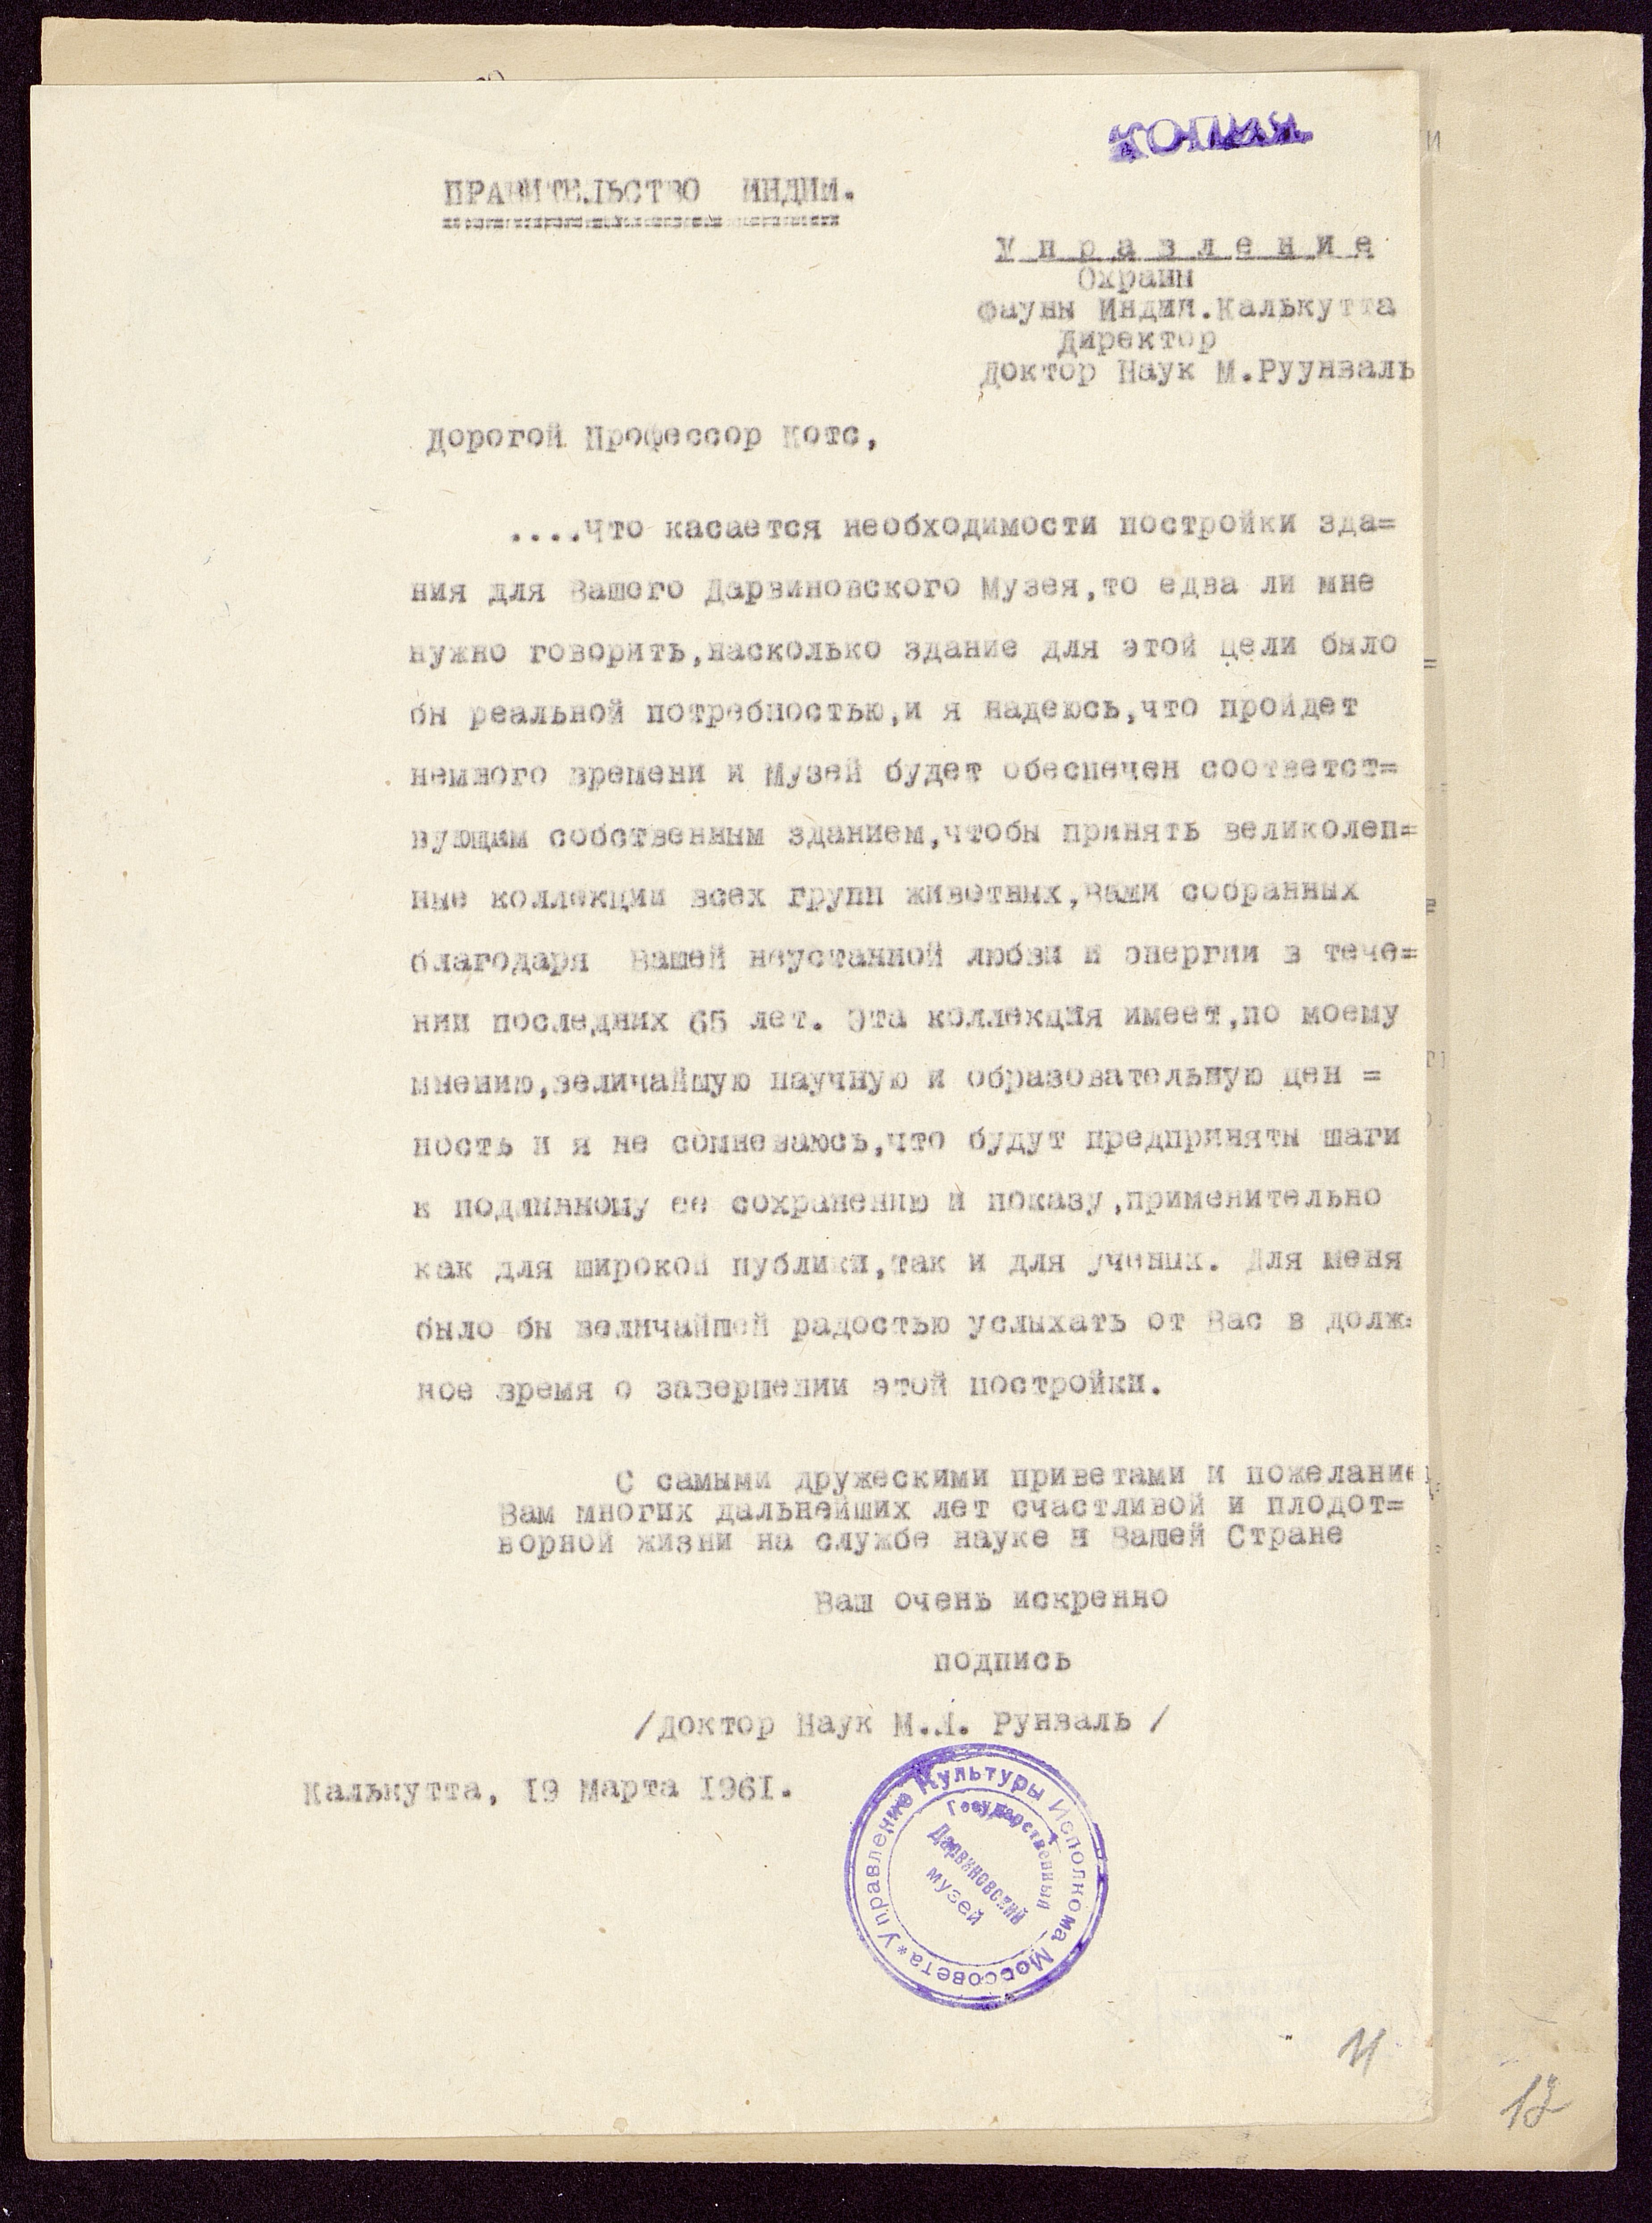 КОПИЯ
ПРАВИТЕЛЬСТВО ИНДИИ.
Управление
Охраны
фауны Индии.Калькутта
Директор
Доктор Наук М.Руунваль
Дорогой Профессор Котс,
....Что касается необходимости постройки зда=
ния для Вашего Дарвиновского Музея,то едва ли мне
нужно говорить,насколько здание для этой цели было
бы реальной потребностью,и я надеюсь,что пройдет
немного времени и Музей будет обеспечен соответст=
вующим собственным зданием,чтобы принять великолеп=
ные коллекции всех групп животных,Вами собранных
благодаря Вашей неустанной любви и энергии в тече=
нии последних 65 лет. Эта коллекция имеет,по моему
мнению,величайшую научную и образовательную цен =
ность и я не сомневаюсь,что будут предприняты шаги
к подлинному ее сохранению и показу,применительно
как для широкой публики,так и для ученых. Для меня
было бы величайшей радостью услыхать от Вас в долж=
ное время о завершении этой постройки.
С самыми дружескими приветами и пожелание
Вам многих дальнейших лет счастливой и плодот=
ворной жизни на службе науке и Вашей Стране
Ваш очень искренно
подпись
/Доктор Наук М.Л. Рунваль /
Калькутта, 19 Марта 1961.
Управление Культуры Исполкома Моссовета *
Государственный
Дарвиновский
музей
12